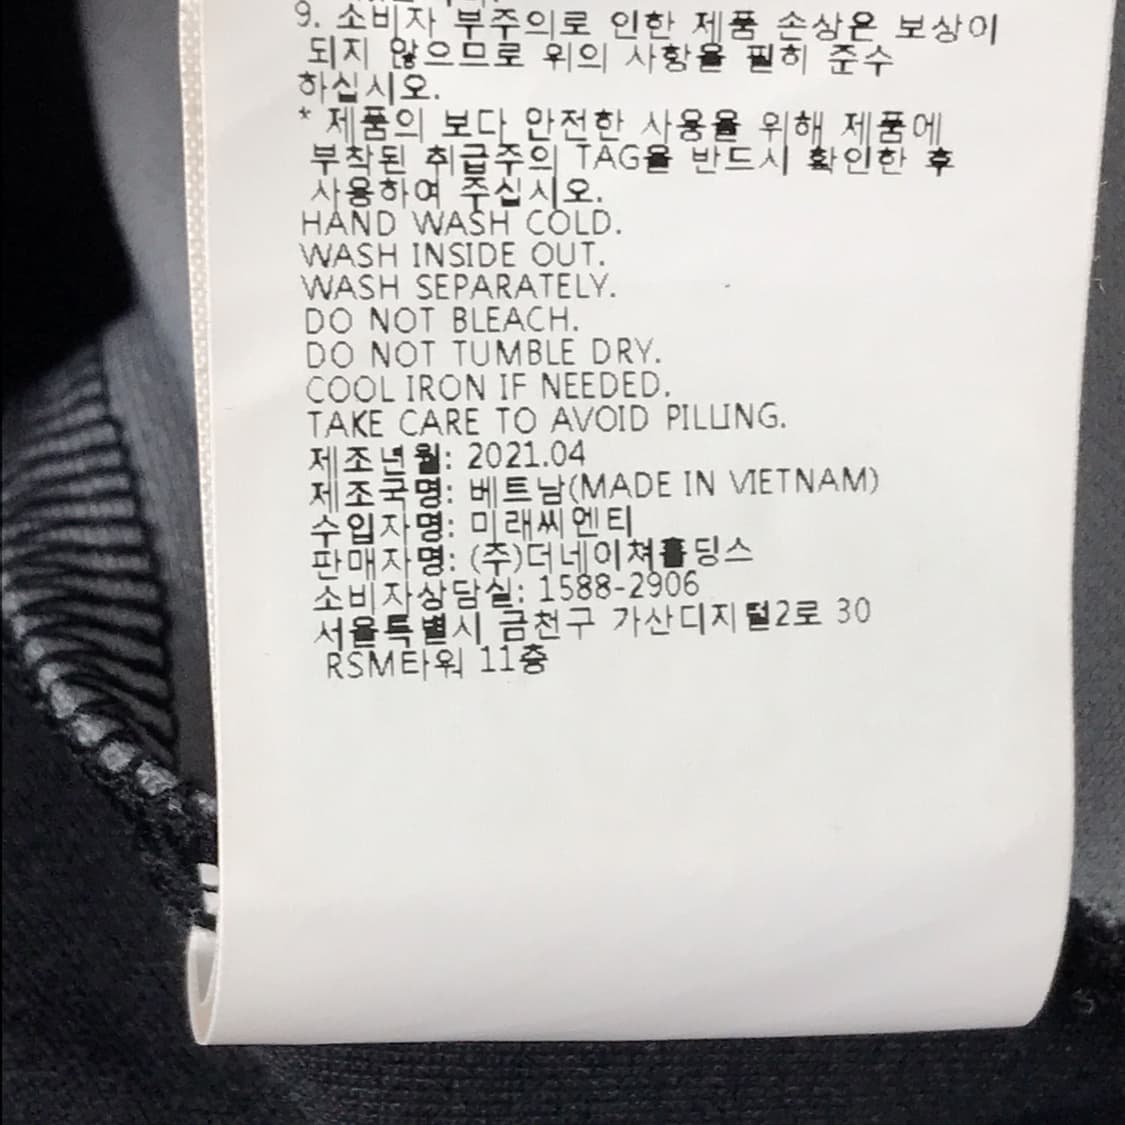 9. 소비자 부주의로 인한 제품 손상은 보상이
되지 않으므로 위의 사항을 필히 준수
하십시오.
* 제품의 보다 안전한 사용을 위해 제품에
부착된 취급주의 TAG을 반드시 확인한 후
사용하여 주십시오.
HAND WASH COLD.
WASH INSIDE OUT.
WASH SEPARATELY.
DO NOT BLEACH.
DO NOT TUMBLE DRY.
COOL IRON IF NEEDED.
TAKE CARE TO AVOID PILLING.
제조년월: 2021.04
제조국명: 베트남(MADE IN VIETNAM)
수입자명: 미래씨엔티
판매자명: (주)더네이쳐홀딩스
소비자상담실: 1588-2906
서울특별시 금천구 가산디지털2로 30
RSM타워 11층